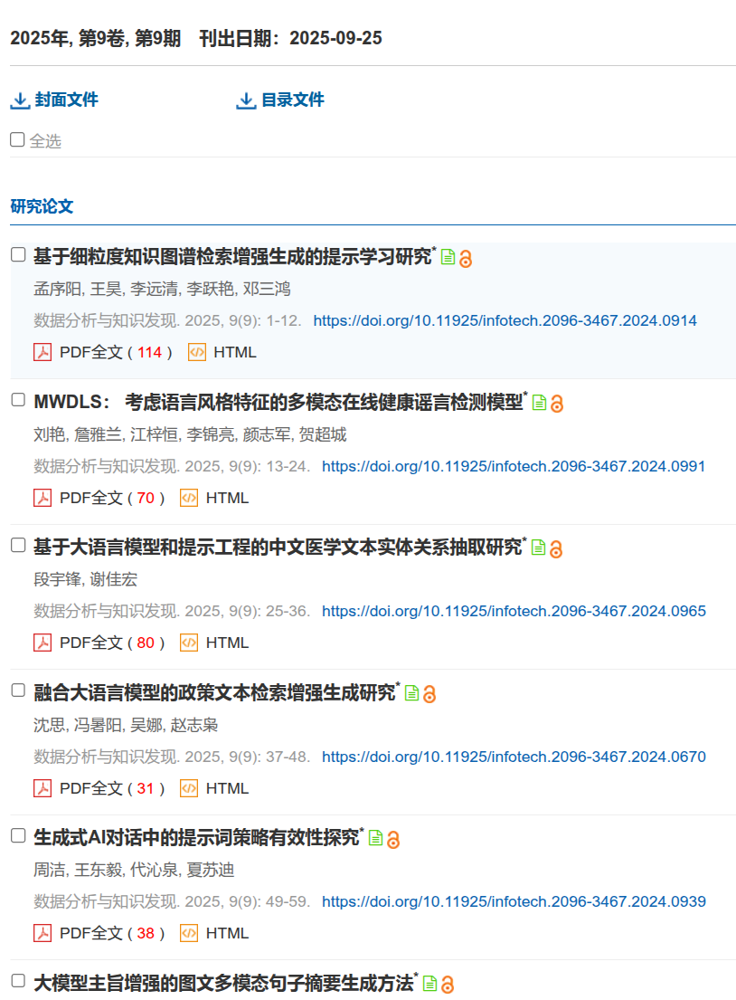 2025年, 第9卷, 第9期 刊出日期：2025-09-25
封面文件 目录文件
全选
研究论文
基于细粒度知识图谱检索增强生成的提示学习研究*
孟序阳, 王昊, 李远清, 李跃艳, 邓三鸿
数据分析与知识发现. 2025, 9(9): 1-12. https://doi.org/10.11925/infotech.2096-3467.2024.0914
PDF全文 ( 114 ) HTML
MWDLS： 考虑语言风格特征的多模态在线健康谣言检测模型*
刘艳, 詹雅兰, 江梓恒, 李锦亮, 颜志军, 贺超城
数据分析与知识发现. 2025, 9(9): 13-24. https://doi.org/10.11925/infotech.2096-3467.2024.0991
PDF全文 ( 70 ) HTML
基于大语言模型和提示工程的中文医学文本实体关系抽取研究*
段宇锋, 谢佳宏
数据分析与知识发现. 2025, 9(9): 25-36. https://doi.org/10.11925/infotech.2096-3467.2024.0965
PDF全文 ( 80 ) HTML
融合大语言模型的政策文本检索增强生成研究*
沈思, 冯暑阳, 吴娜, 赵志枭
数据分析与知识发现. 2025, 9(9): 37-48. https://doi.org/10.11925/infotech.2096-3467.2024.0670
PDF全文 ( 31 ) HTML
生成式AI对话中的提示词策略有效性探究*
周洁, 王东毅, 代沁泉, 夏苏迪
数据分析与知识发现. 2025, 9(9): 49-59. https://doi.org/10.11925/infotech.2096-3467.2024.0939
PDF全文 ( 38 ) HTML
大模型主旨增强的图文多模态句子摘要生成方法*